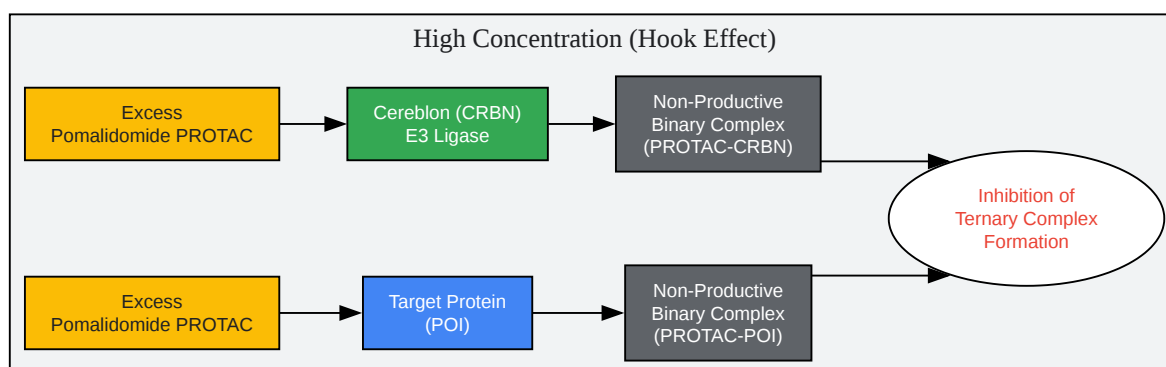 High Concentration (Hook Effect)
Excess
Pomalidomide PROTAC
Cereblon (CRBN)
E3 Ligase
Non-Productive
Binary Complex
(PROTAC-CRBN)
Inhibition of
Ternary Complex
Formation
Excess
Pomalidomide PROTAC
Target Protein
(POI)
Non-Productive
Binary Complex
(PROTAC-POI)